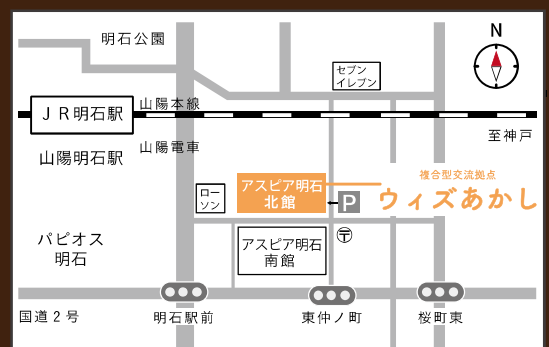 明石公園
N
セブン
イレブン
JR明石駅
山陽本線
至神戸
山陽明石駅
山陽電車
複合型交流拠点
ウィズあかし
ロー
ソン
アスピア明石
北館
P
パピオス
明石
アスピア明石
南館
〒
国道2号
明石駅前
東仲ノ町
桜町東